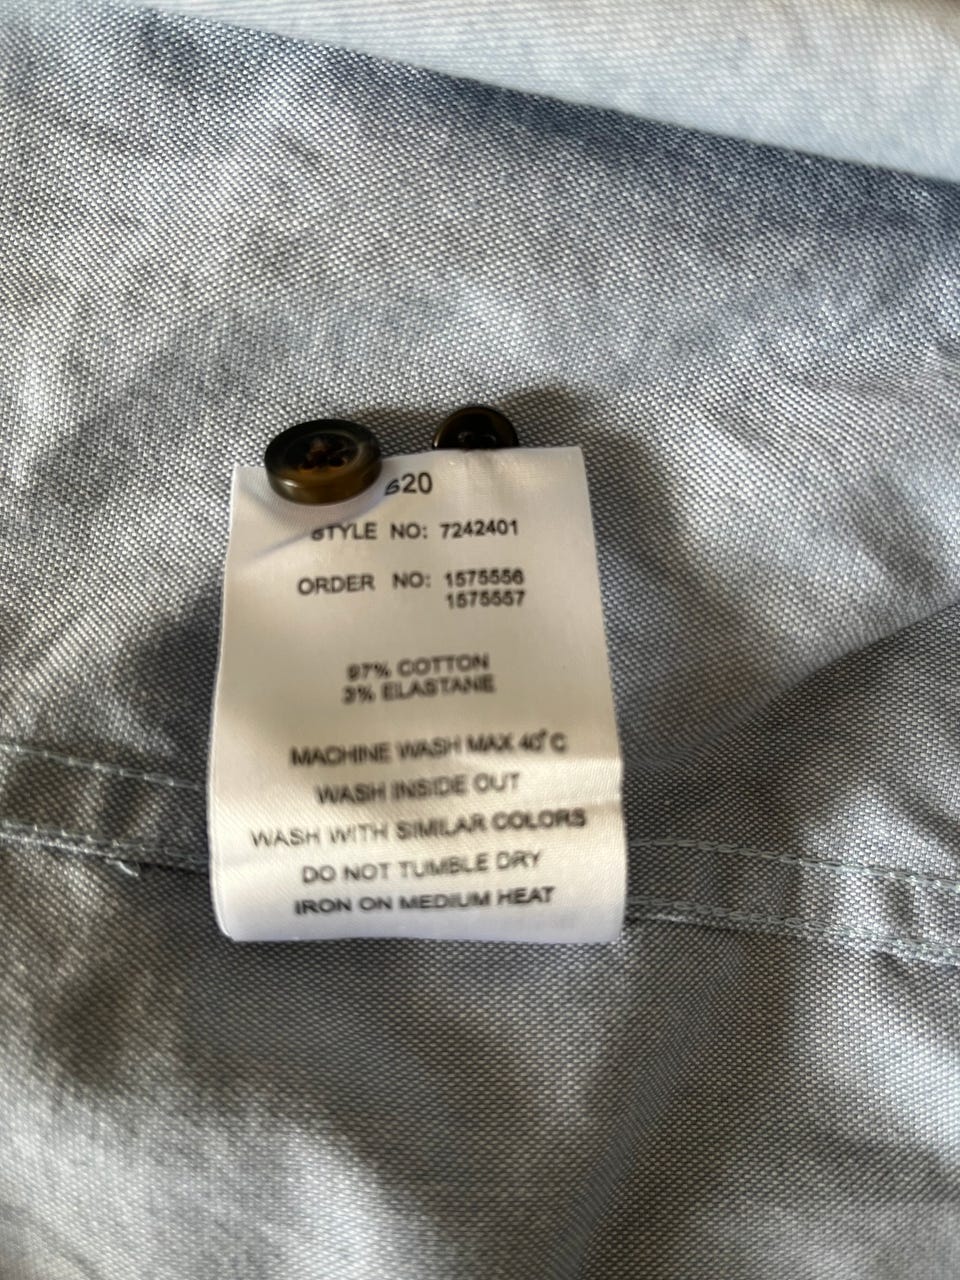 S20
STYLE NO: 7242401
ORDER NO: 1575556
1575557
97% COTTON
3% ELASTANE
MACHINE WASH MAX 40°C
WASH INSIDE OUT
WASH WITH SIMILAR COLORS
DO NOT TUMBLE DRY
IRON ON MEDIUM HEAT